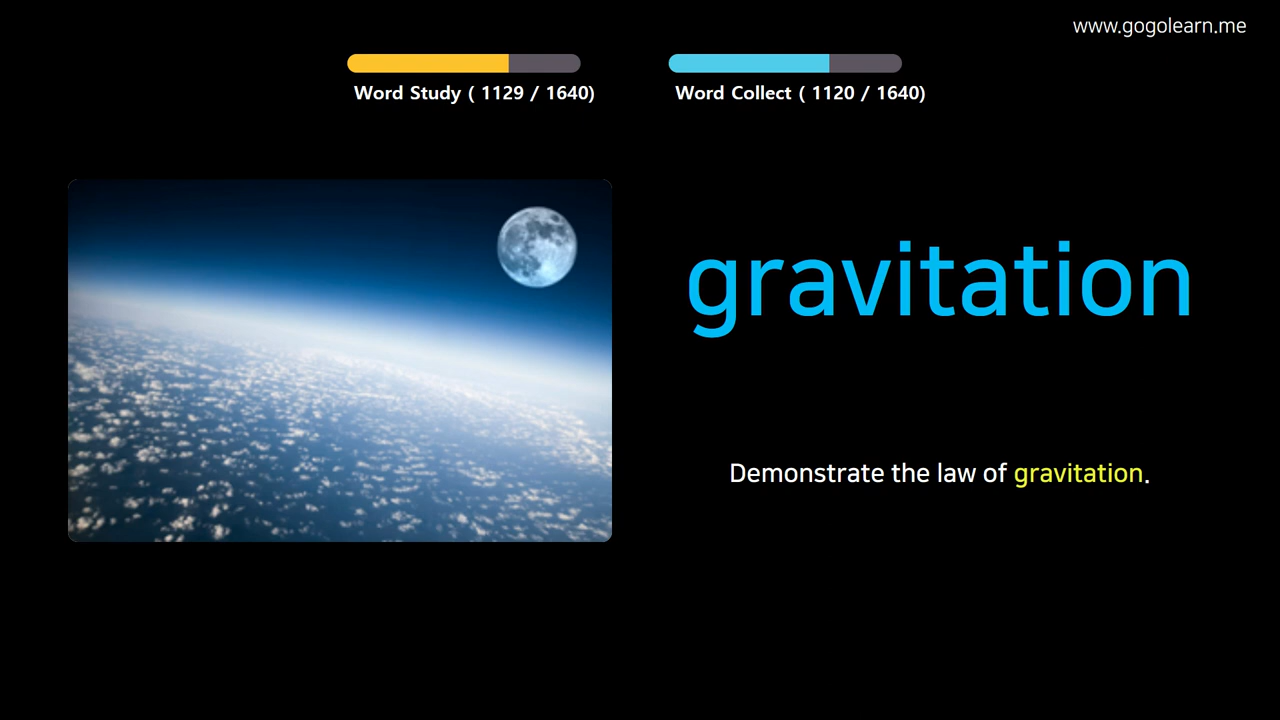 www.gogolearn.me
Word Study ( 1129 / 1640)
Word Collect ( 1120 / 1640)
gravitation
Demonstrate the law of gravitation.